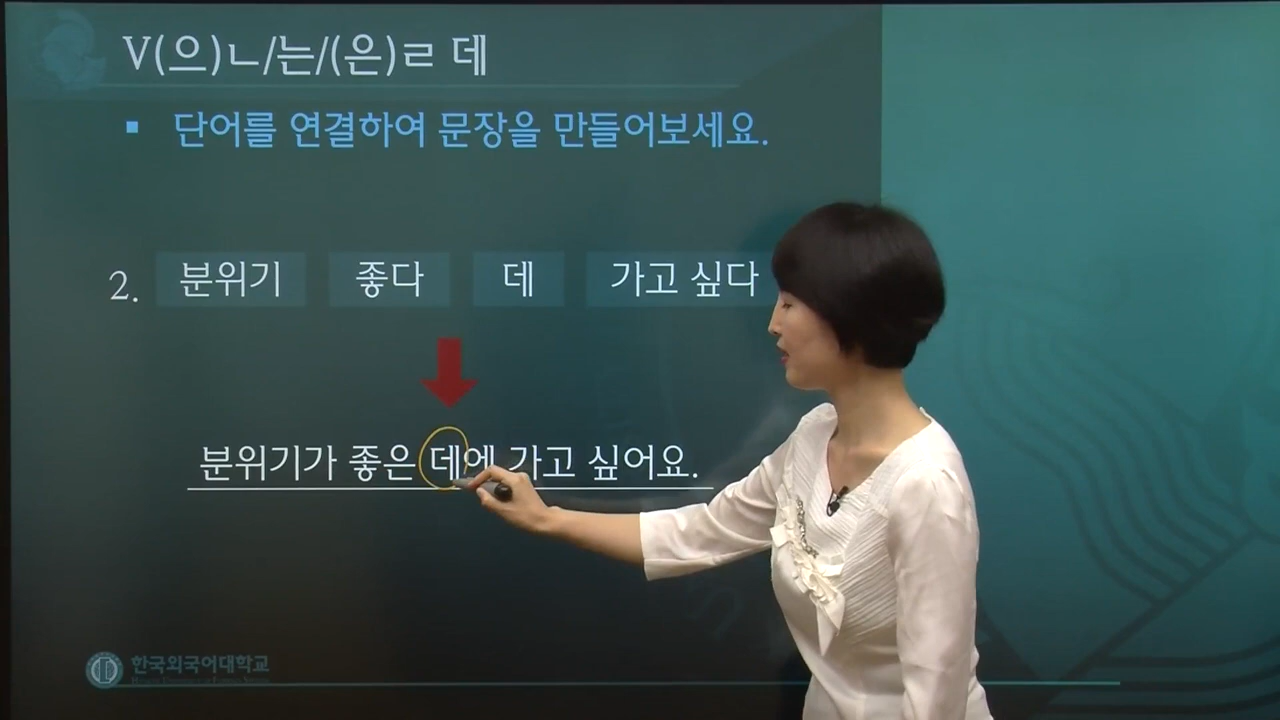 V(으)ㄴ/는/(은)ㄹ 데
▪ 단어를 연결하여 문장을 만들어보세요.
2. 분위기 좋다 데 가고 싶다
분위기가 좋은 데에 가고 싶어요.
한국외국어대학교